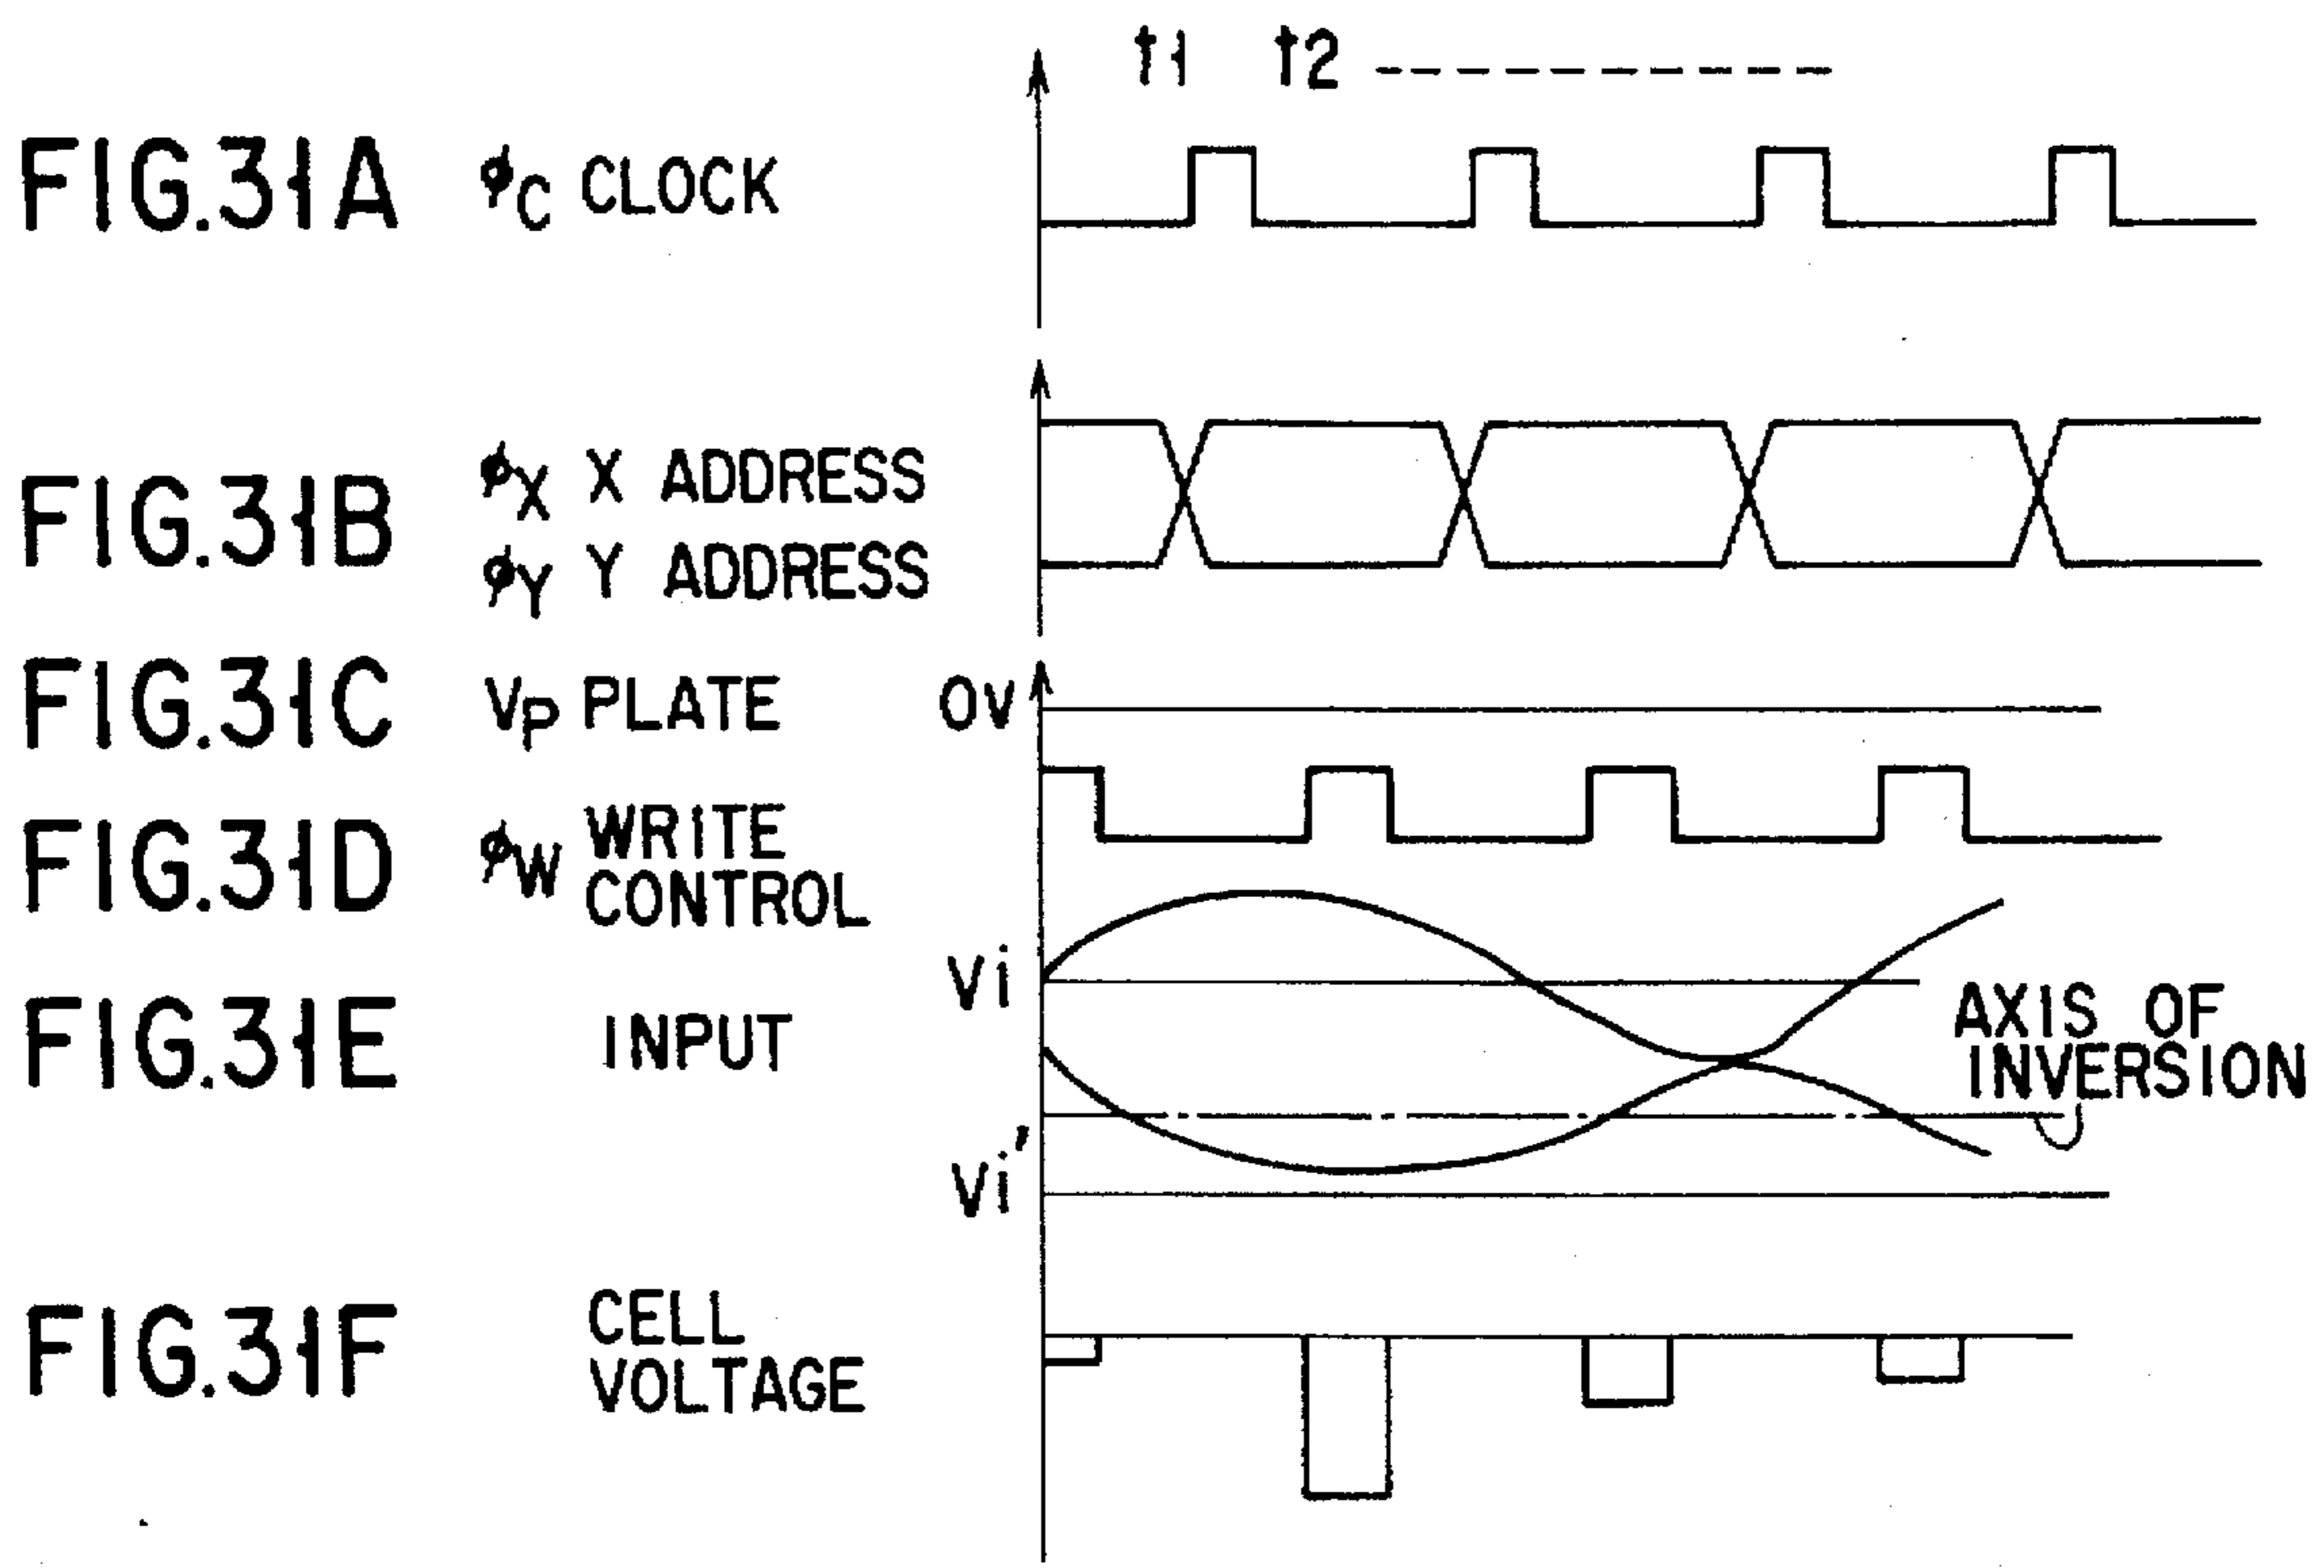 t1 t2
FIG.31A φC CLOCK
FIG.31B φX X ADDRESS
φY Y ADDRESS
FIG.31C VP PLATE 0V
FIG.31D φW WRITE
CONTROL
Vi
FIG.31E INPUT
AXIS OF
INVERSION
Vi'
FIG.31F CELL
VOLTAGE